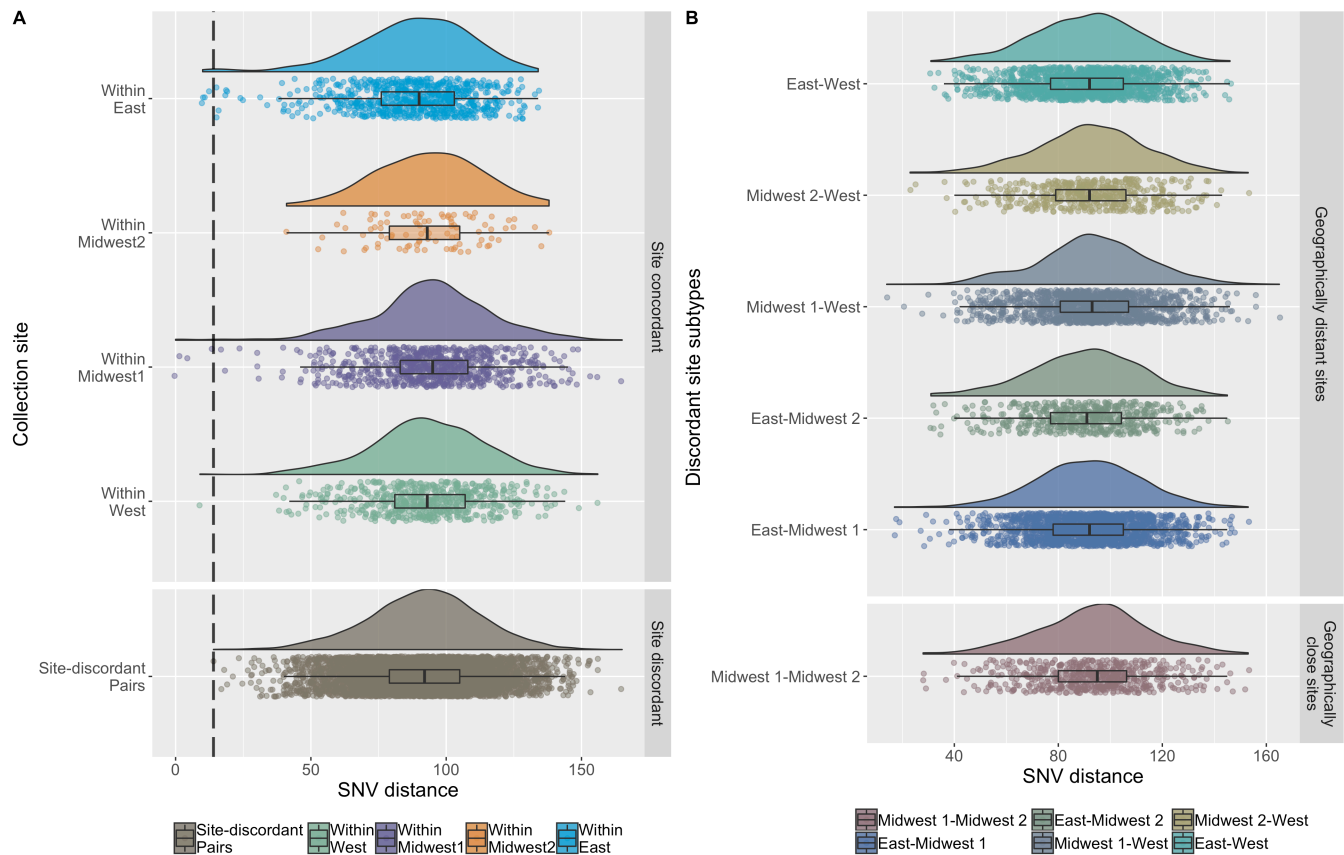 A
Collection site
Within
East
Within
Midwest2
Within
Midwest1
Within
West
Site concordant
Site-discordant
Pairs
Site discordant
0
50
100
150
SNV distance
Site-discordant
Pairs
Within
West
Within
Midwest1
Within
Midwest2
Within
East
B
Discordant site subtypes
East-West
Midwest 2-West
Midwest 1-West
East-Midwest 2
East-Midwest 1
Geographically distant sites
Midwest 1-Midwest 2
Geographically
close sites
40
80
120
160
SNV distance
Midwest 1-Midwest 2
East-Midwest 2
Midwest 2-West
East-Midwest 1
Midwest 1-West
East-West